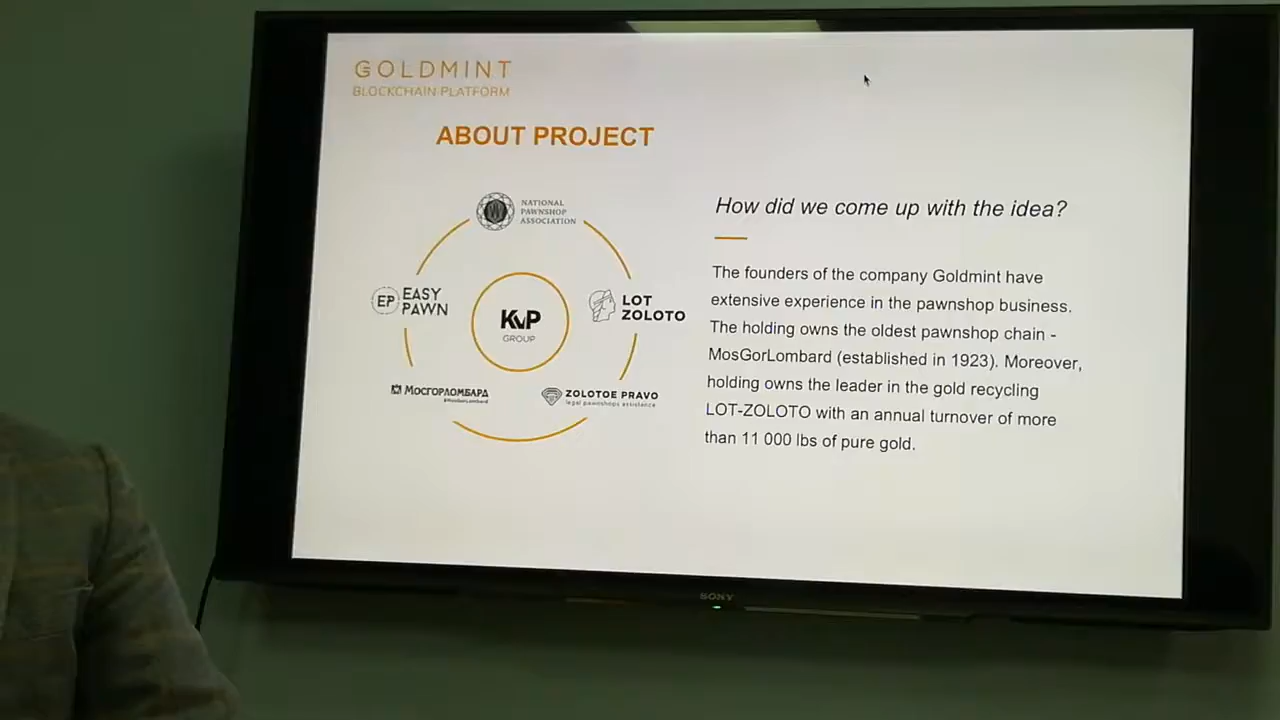 GOLDMINT
BLOCKCHAIN PLATFORM
ABOUT PROJECT
NATIONAL
PAWNSHOP
ASSOCIATION
EP
EASY
PAWN
LOT
ZOLOTO
KVP
GROUP
МОСГОРЛОМБАРД
ZOLOTOE PRAVO
legal pawnshops assistance
How did we come up with the idea?
The founders of the company Goldmint have
extensive experience in the pawnshop business.
The holding owns the oldest pawnshop chain -
MosGorLombard (established in 1923). Moreover,
holding owns the leader in the gold recycling
LOT-ZOLOTO with an annual turnover of more
than 11 000 lbs of pure gold.
SONY